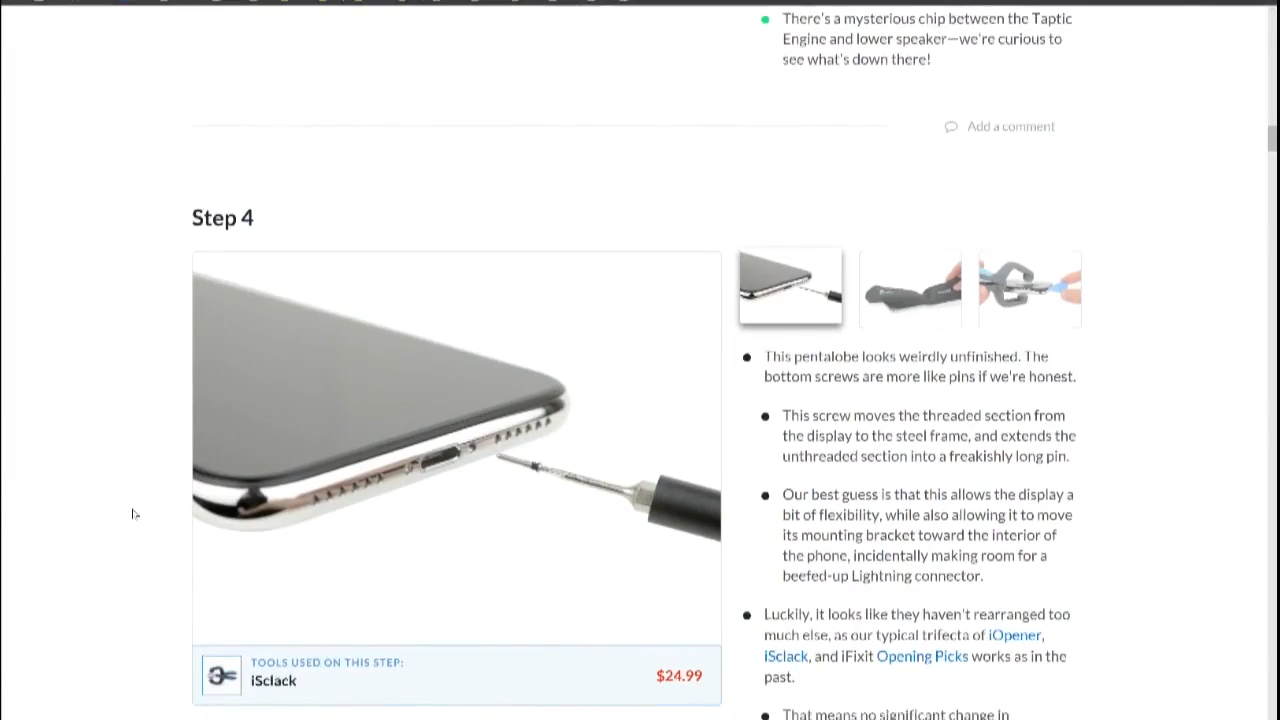 There's a mysterious chip between the Taptic
Engine and lower speaker—we're curious to
see what's down there!
Add a comment
Step 4
This pentalobe looks weirdly unfinished. The
bottom screws are more like pins if we're honest.
This screw moves the threaded section from
the display to the steel frame, and extends the
unthreaded section into a freakishly long pin.
Our best guess is that this allows the display a
bit of flexibility, while also allowing it to move
its mounting bracket toward the interior of
the phone, incidentally making room for a
beefed-up Lightning connector.
Luckily, it looks like they haven't rearranged too
much else, as our typical trifecta of iOpener,
iSclack, and iFixit Opening Picks works as in the
past.
That means no significant change in
TOOLS USED ON THIS STEP:
iSclack
$24.99